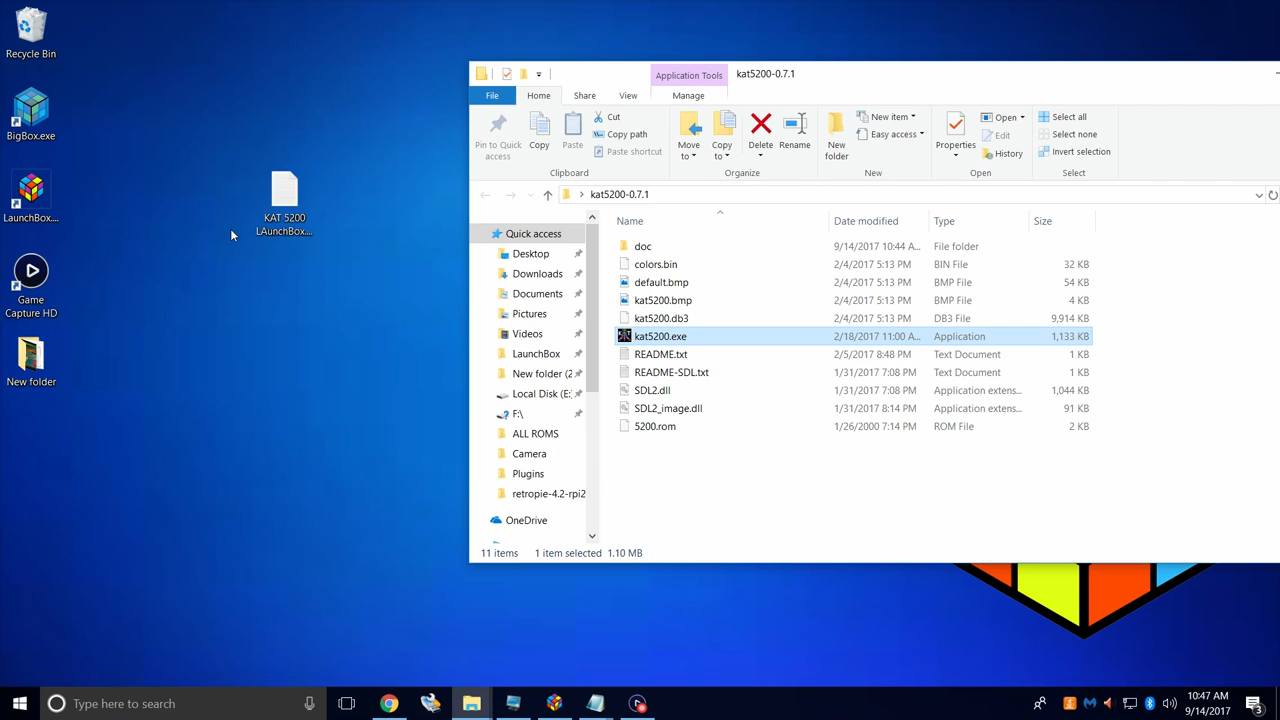 Recycle Bin
BigBox.exe
LaunchBox....
Game
Capture HD
New folder
KAT 5200
LAunchBox....
Application Tools
kat5200-0.7.1
File
Home
Share
View
Manage
Pin to Quick
access
Copy
Paste
Cut
Copy path
Paste shortcut
Clipboard
Move
to
Copy
to
Delete
Rename
Organize
New
folder
New item
Easy access
New
Properties
Open
Edit
History
Open
Select all
Select none
Invert selection
Select
kat5200-0.7.1
Quick access
Desktop
Downloads
Documents
Pictures
Videos
LaunchBox
New folder (2
Local Disk (E:
F:\
ALL ROMS
Camera
Plugins
retropie-4.2-rpi2
OneDrive
Name Date modified Type Size
doc 9/14/2017 10:44 A... File folder
colors.bin 2/4/2017 5:13 PM BIN File 32 KB
default.bmp 2/4/2017 5:13 PM BMP File 54 KB
kat5200.bmp 2/4/2017 5:13 PM BMP File 4 KB
kat5200.db3 2/4/2017 5:13 PM DB3 File 9,914 KB
kat5200.exe 2/18/2017 11:00 A... Application 1,133 KB
README.txt 2/5/2017 8:48 PM Text Document 1 KB
README-SDL.txt 1/31/2017 7:08 PM Text Document 1 KB
SDL2.dll 1/31/2017 7:08 PM Application extens... 1,044 KB
SDL2_image.dll 1/31/2017 8:14 PM Application extens... 91 KB
5200.rom 1/26/2000 7:14 PM ROM File 2 KB
11 items 1 item selected 1.10 MB
Type here to search
10:47 AM
9/14/2017
3